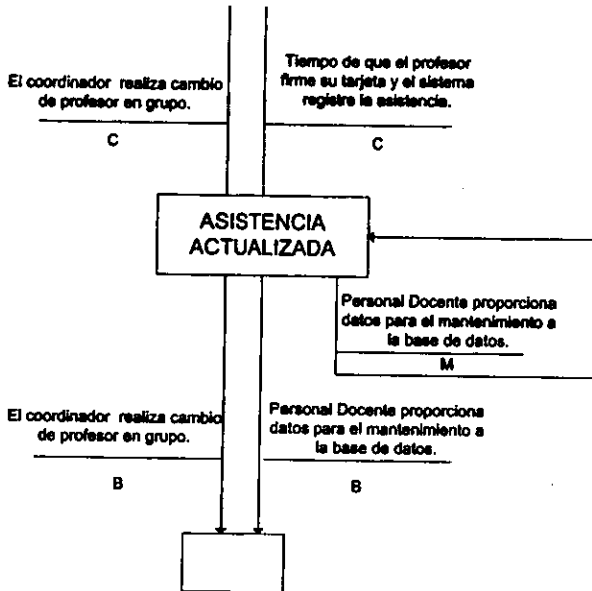 El coordinador realiza cambio
de profesor en grupo.
C
Tiempo de que el profesor
firme su tarjeta y el sistema
registre la asistencia.
C
ASISTENCIA
ACTUALIZADA
Personal Docente proporciona
datos para el mantenimiento a
la base de datos.
M
El coordinador realiza cambio
de profesor en grupo.
B
Personal Docente proporciona
datos para el mantenimiento a
la base de datos.
B